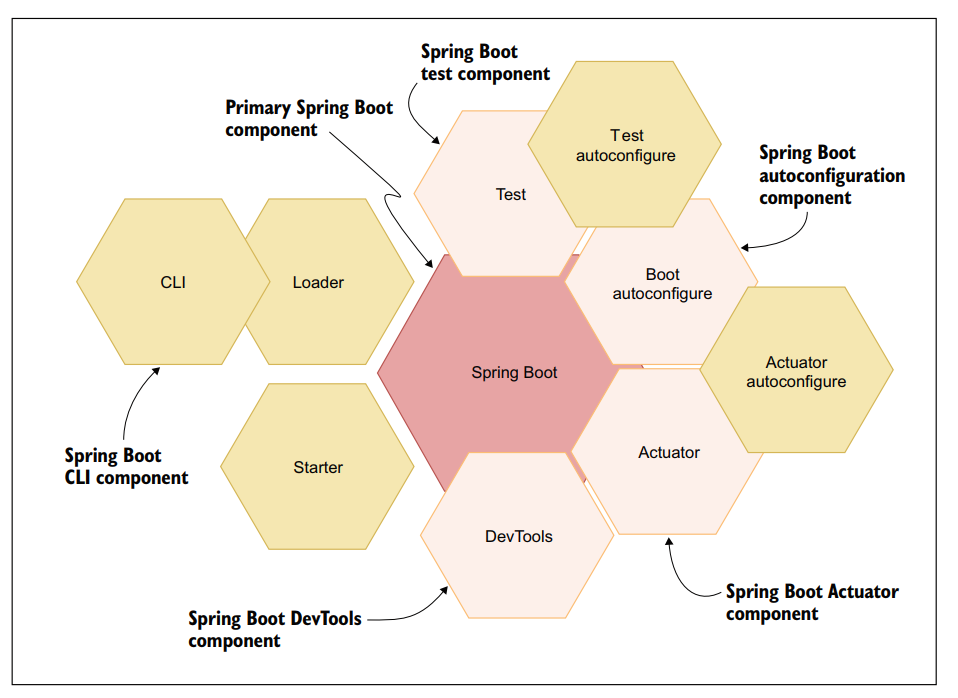 Spring Boot
test component
Primary Spring Boot
component
Test
autoconfigure
Spring Boot
autoconfiguration
component
Test
CLI
Loader
Boot
autoconfigure
Spring Boot
Actuator
autoconfigure
Spring Boot
CLI component
Starter
Actuator
DevTools
Spring Boot DevTools
component
Spring Boot Actuator
component